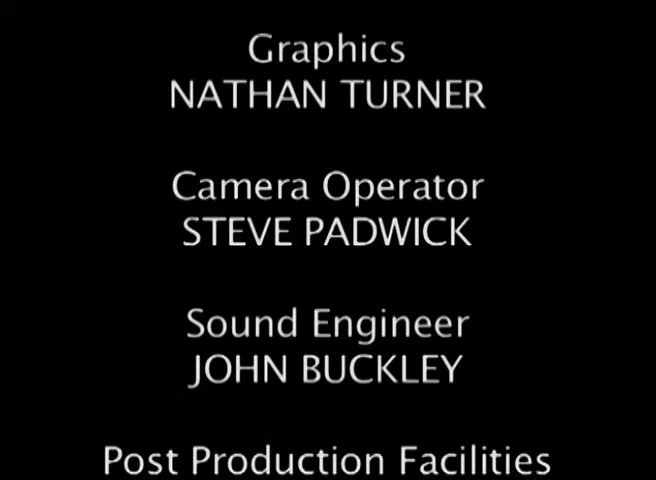 Graphics
NATHAN TURNER
Camera Operator
STEVE PADWICK
Sound Engineer
JOHN BUCKLEY
Post Production Facilities